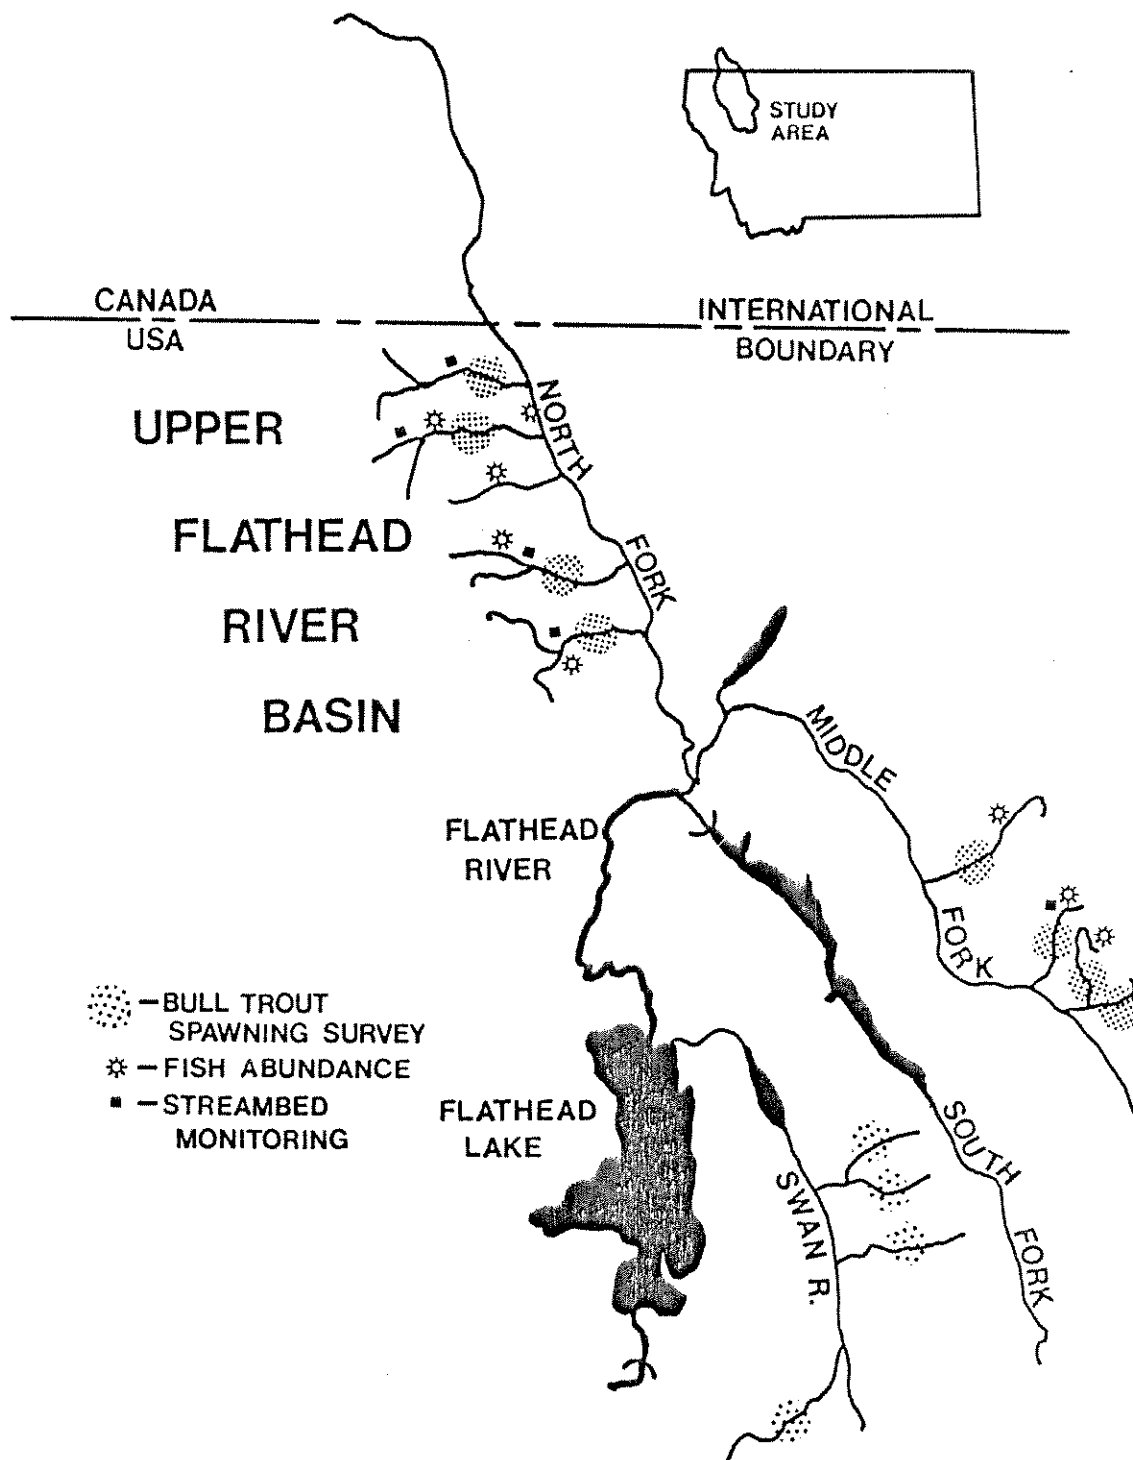 STUDY
AREA
CANADA
USA
INTERNATIONAL
BOUNDARY
UPPER
FLATHEAD
RIVER
BASIN
NORTH
FORK
MIDDLE
FORK
FLATHEAD
RIVER
– BULL TROUT
SPAWNING SURVEY
– FISH ABUNDANCE
– STREAMBED
MONITORING
FLATHEAD
LAKE
SWAN R.
SOUTH
FORK